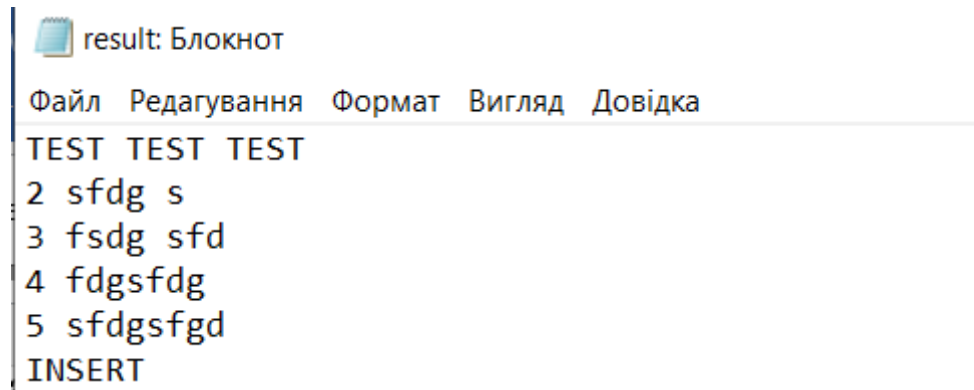 result: Блокнот
Файл Редагування Формат Вигляд Довідка
TEST TEST TEST
2 sfdg s
3 fsdg sfd
4 fdgsfdg
5 sfdgsfgd
INSERT